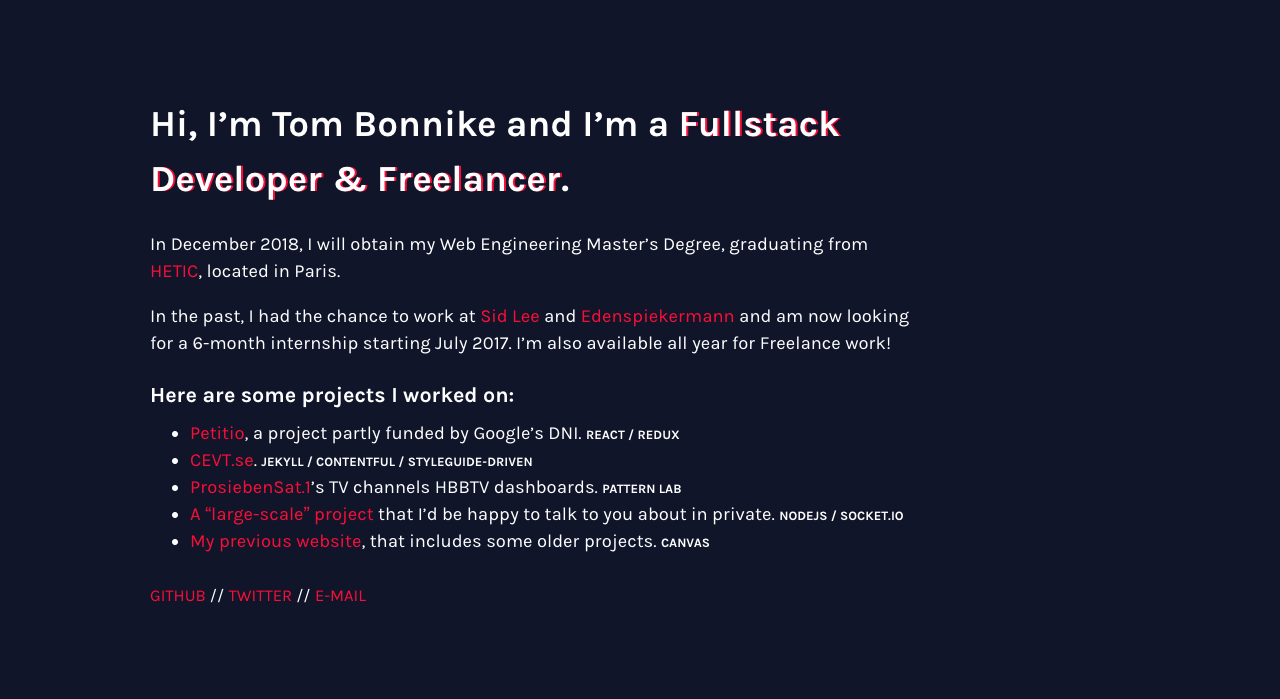 Hi, I’m Tom Bonnike and I’m a Fullstack
Developer & Freelancer.
In December 2018, I will obtain my Web Engineering Master’s Degree, graduating from
HETIC, located in Paris.
In the past, I had the chance to work at Sid Lee and Edenspiekermann and am now looking
for a 6-month internship starting July 2017. I’m also available all year for Freelance work!
Here are some projects I worked on:
• Petitio, a project partly funded by Google’s DNI. REACT / REDUX
• CEVT.se. JEKYLL / CONTENTFUL / STYLEGUIDE-DRIVEN
• ProsiebenSat.1’s TV channels HBBTV dashboards. PATTERN LAB
• A “large-scale” project that I’d be happy to talk to you about in private. NODEJS / SOCKET.IO
• My previous website, that includes some older projects. CANVAS
GITHUB // TWITTER // E-MAIL